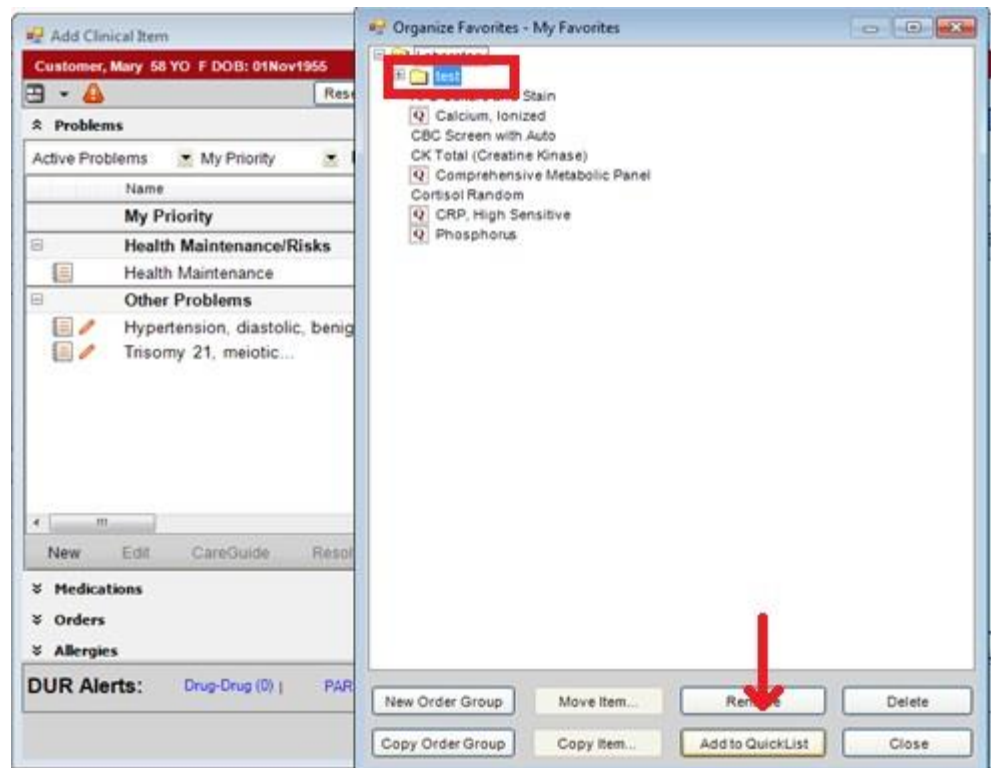 Add Clinical Item
Customer, Mary 58 YO F DOB: 01Nov1955
Problems
Active Problems My Priority
Name
My Priority
Health Maintenance/Risks
Health Maintenance
Other Problems
Hypertension, diastolic, benig
Trisomy 21, meiotic...
New Edit CareGuide
Medications
Orders
Allergies
DUR Alerts: Drug-Drug (0) | PAR
Organize Favorites - My Favorites
test
Stain
Q Calcium, Ionized
CBC Screen with Auto
CK Total (Creatine Kinase)
Q Comprehensive Metabolic Panel
Cortisol Random
Q CRP, High Sensitive
Q Phosphorus
New Order Group Move Item... Delete
Copy Order Group Copy Item... Add to QuickList Close